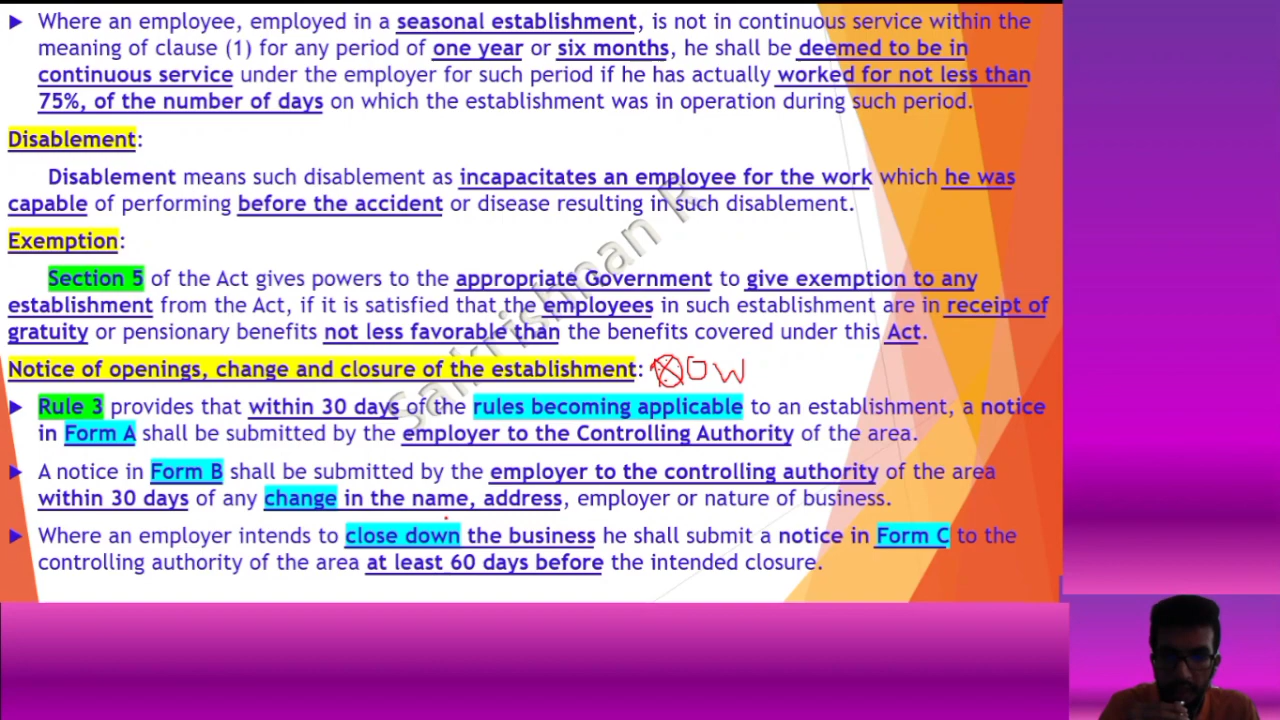 Where an employee, employed in a seasonal establishment, is not in continuous service within the
meaning of clause (1) for any period of one year or six months, he shall be deemed to be in
continuous service under the employer for such period if he has actually worked for not less than
75%, of the number of days on which the establishment was in operation during such period.
Disablement:
Disablement means such disablement as incapacitates an employee for the work which he was
capable of performing before the accident or disease resulting in such disablement.
Exemption:
Section 5 of the Act gives powers to the appropriate Government to give exemption to any
establishment from the Act, if it is satisfied that the employees in such establishment are in receipt of
gratuity or pensionary benefits not less favorable than the benefits covered under this Act.
Notice of openings, change and closure of the establishment:
Rule 3 provides that within 30 days of the rules becoming applicable to an establishment, a notice
in Form A shall be submitted by the employer to the Controlling Authority of the area.
A notice in Form B shall be submitted by the employer to the controlling authority of the area
within 30 days of any change in the name, address, employer or nature of business.
Where an employer intends to close down the business he shall submit a notice in Form C to the
controlling authority of the area at least 60 days before the intended closure.
Saikrishnan R